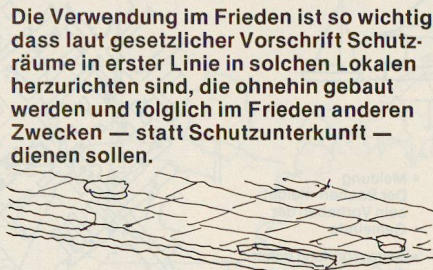 Die Verwendung im Frieden ist so wichtig
dass laut gesetzlicher Vorschrift Schutz-
räume in erster Linie in solchen Lokalen
herzurichten sind, die ohnehin gebaut
werden und folglich im Frieden anderen
Zwecken — statt Schutzunterkunft —
dienen sollen.